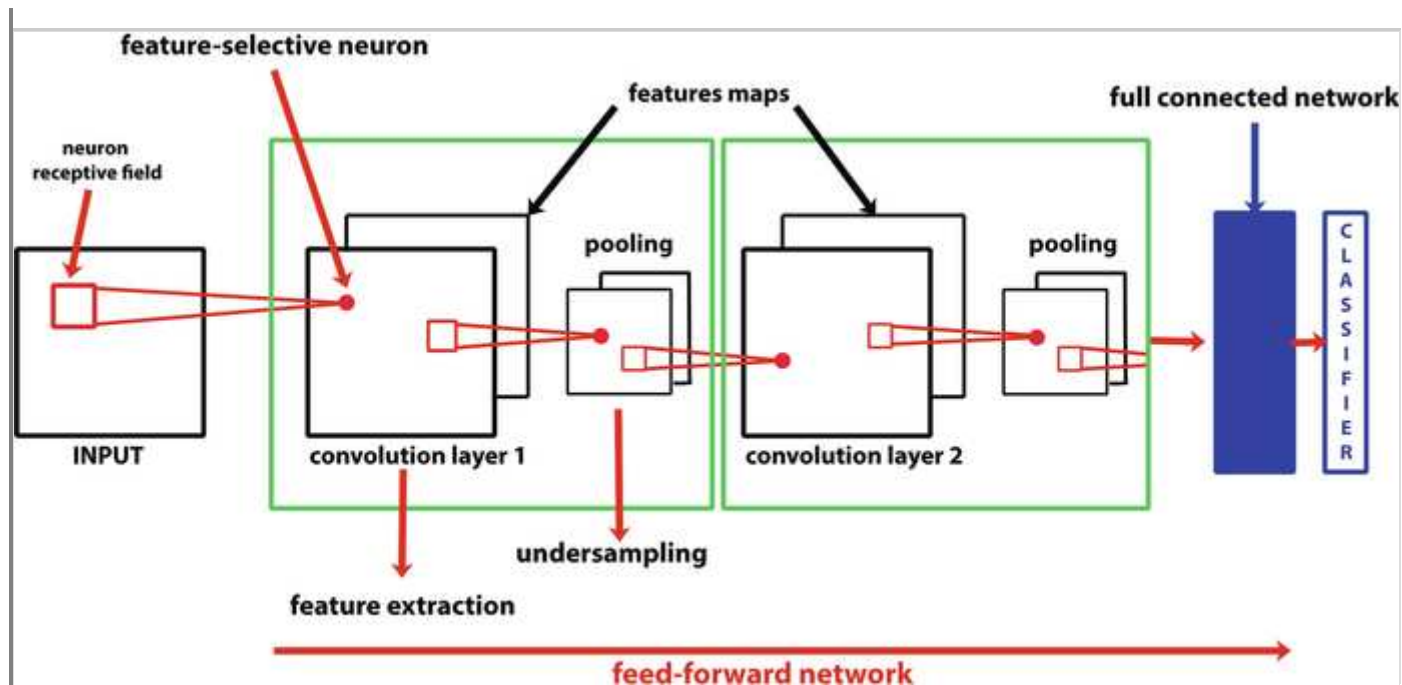 feature-selective neuron
features maps
full connected network
neuron
receptive field
pooling
pooling
CLASSIFIER
INPUT
convolution layer 1
convolution layer 2
undersampling
feature extraction
feed-forward network